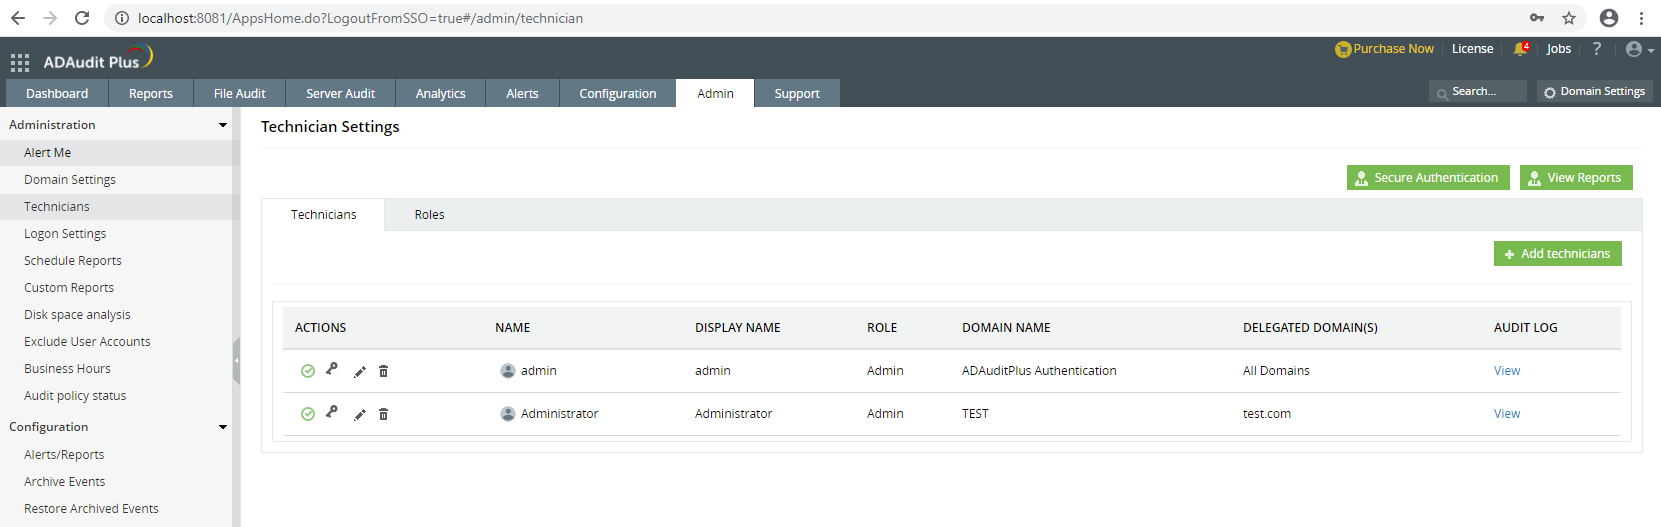 localhost:8081/AppsHome.do?LogoutFromSSO=true#/admin/technician
ADAudit Plus
Purchase Now License 4 Jobs ?
Dashboard Reports File Audit Server Audit Analytics Alerts Configuration Admin Support Search... Domain Settings
Administration
Alert Me
Domain Settings
Technicians
Logon Settings
Schedule Reports
Custom Reports
Disk space analysis
Exclude User Accounts
Business Hours
Audit policy status
Configuration
Alerts/Reports
Archive Events
Restore Archived Events
Technician Settings
Secure Authentication View Reports
Technicians Roles
+ Add technicians
ACTIONS NAME DISPLAY NAME ROLE DOMAIN NAME DELEGATED DOMAIN(S) AUDIT LOG
admin admin Admin ADAuditPlus Authentication All Domains View
Administrator Administrator Admin TEST test.com View